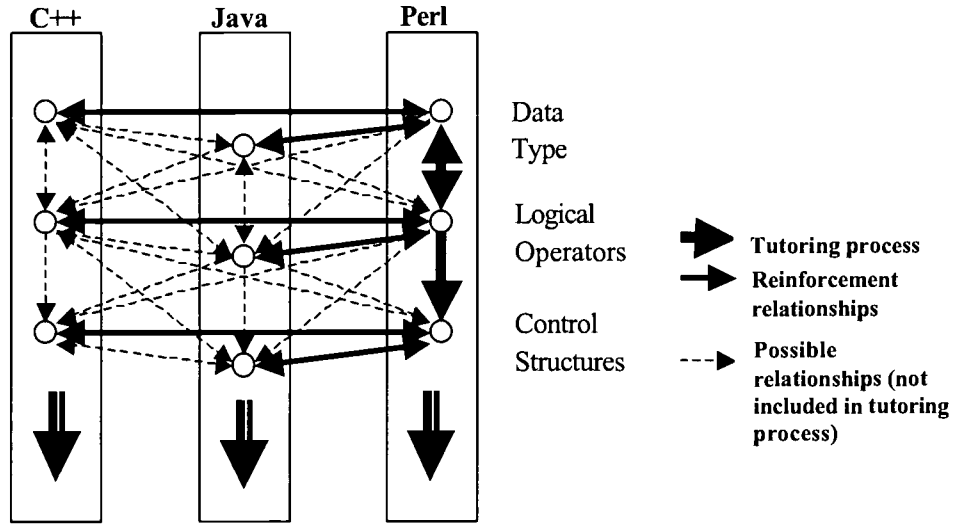 C++ Java Perl
Data
Type
Logical
Operators
Control
Structures
Tutoring process
Reinforcement
relationships
Possible
relationships (not
included in tutoring
process)